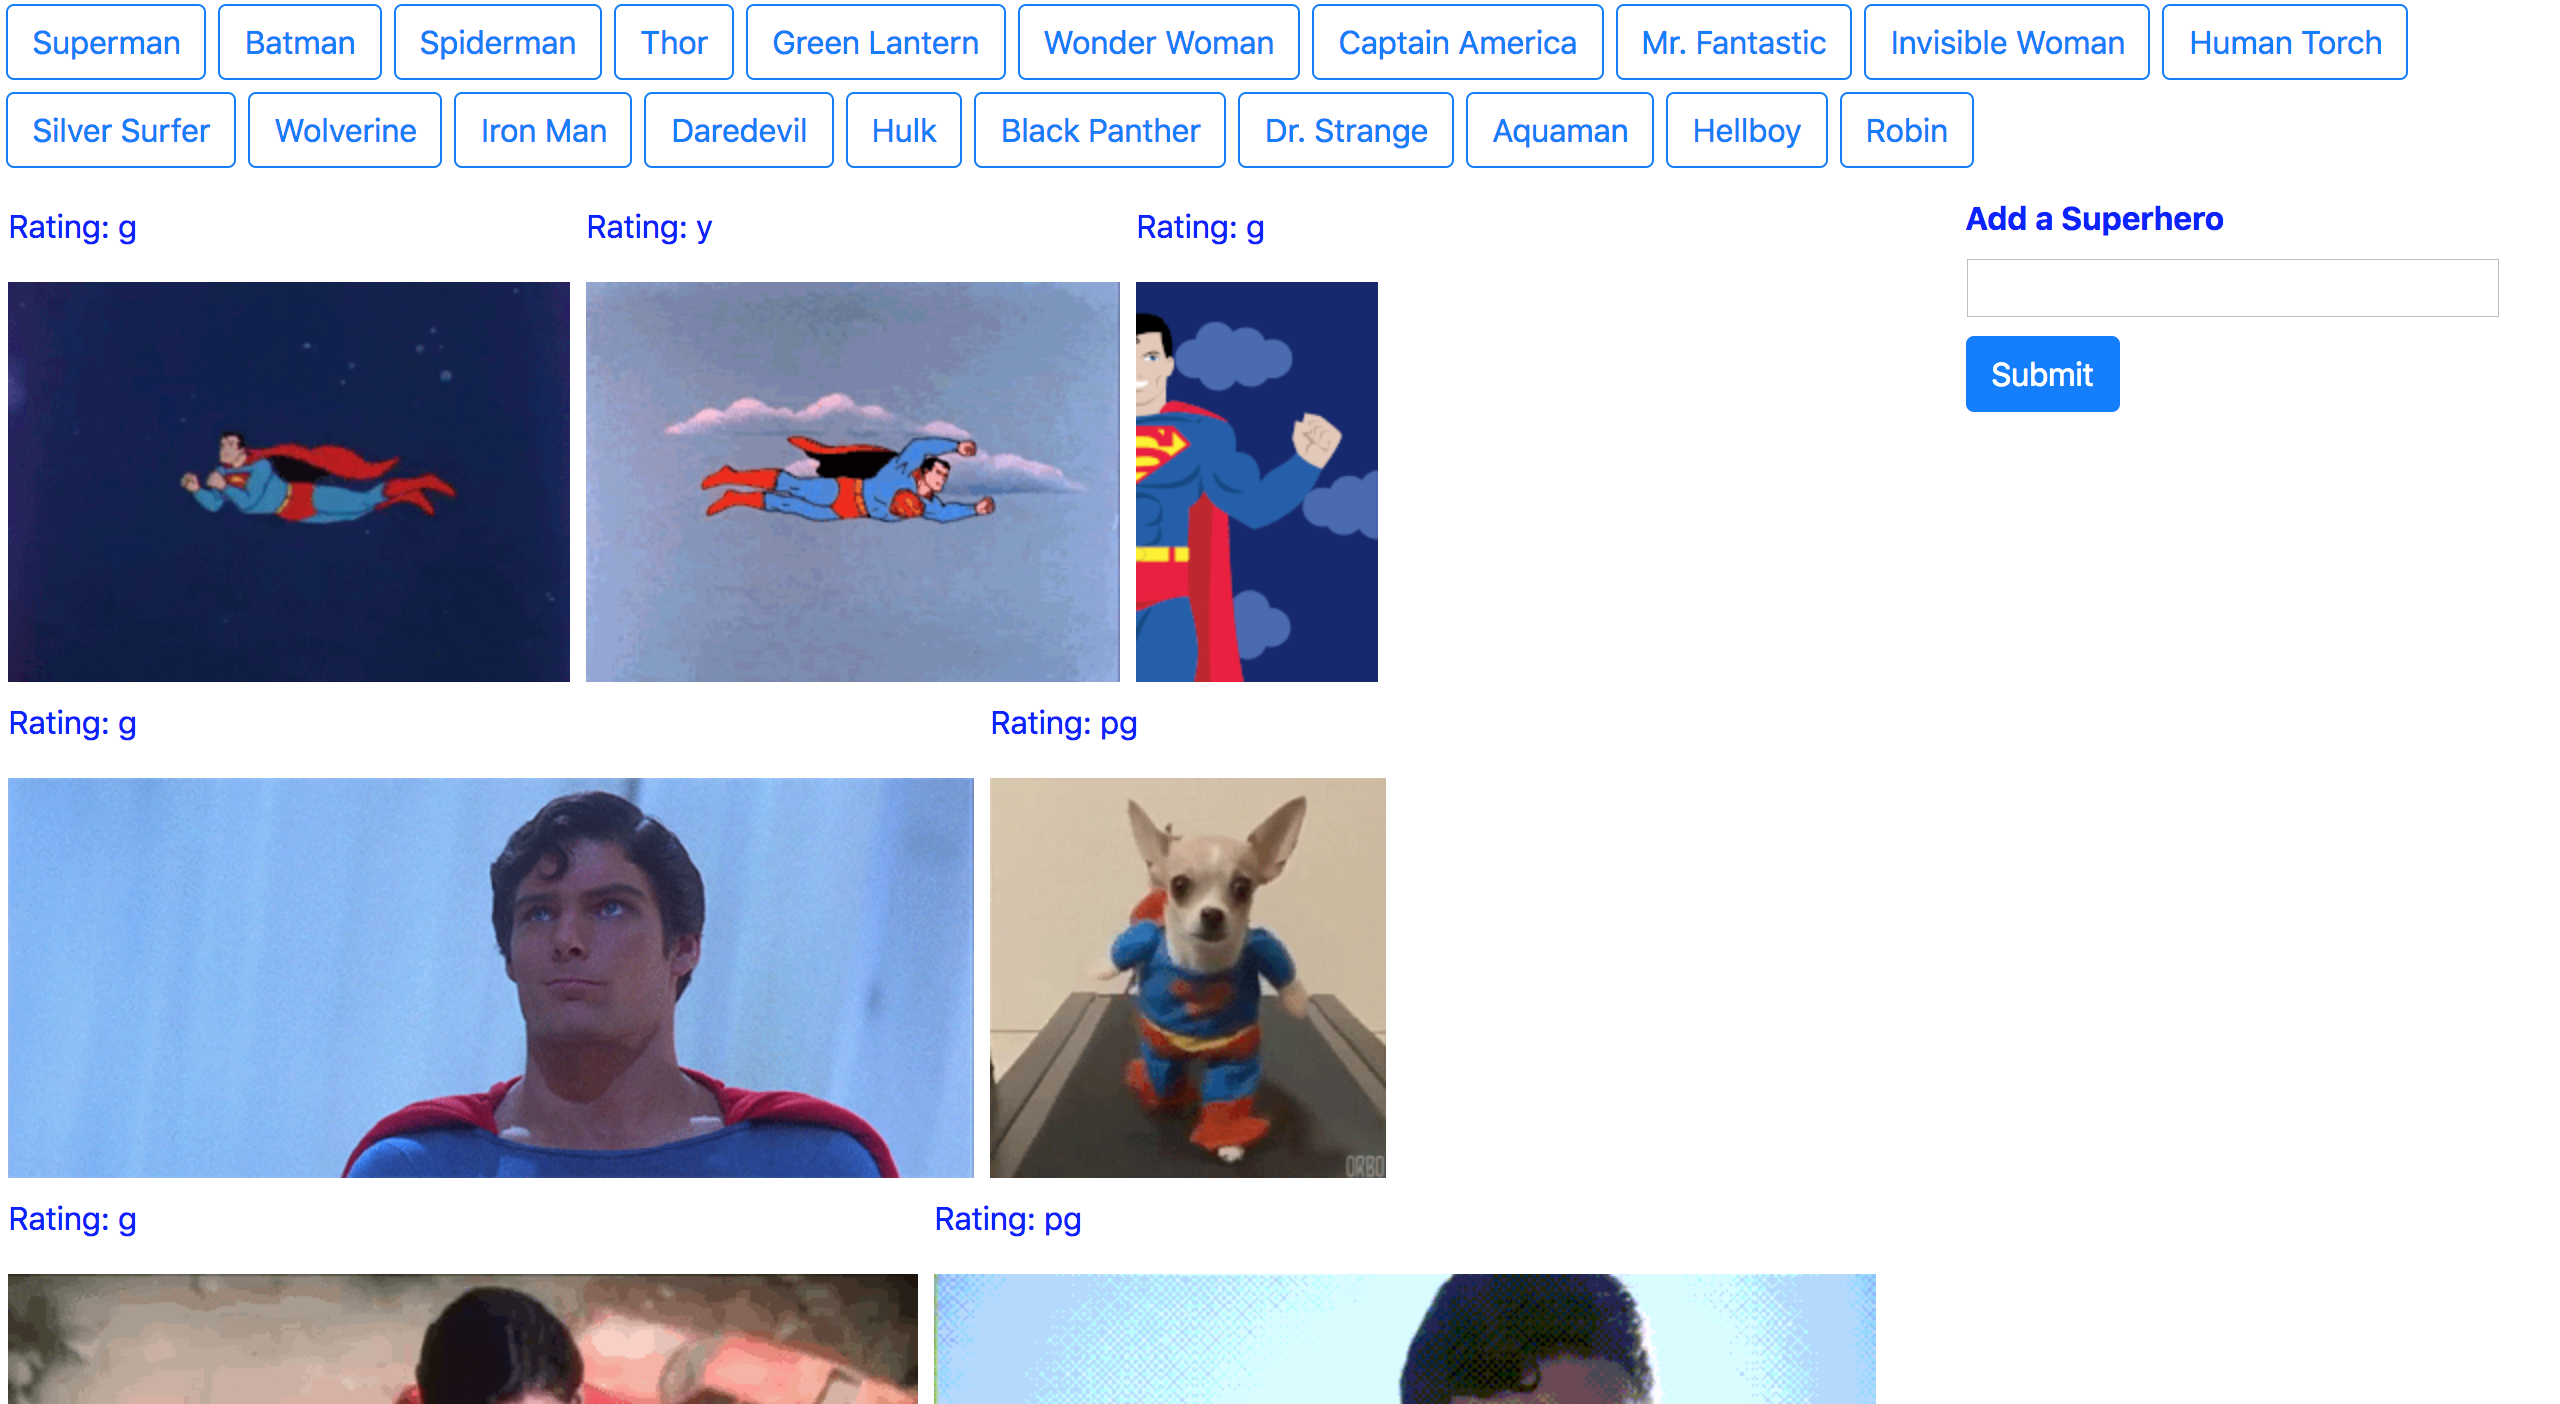 Superman Batman Spiderman Thor Green Lantern Wonder Woman Captain America Mr. Fantastic Invisible Woman Human Torch
Silver Surfer Wolverine Iron Man Daredevil Hulk Black Panther Dr. Strange Aquaman Hellboy Robin
Rating: g Rating: y Rating: g
Add a Superhero
Submit
Rating: g Rating: pg
ORBO
Rating: g Rating: pg